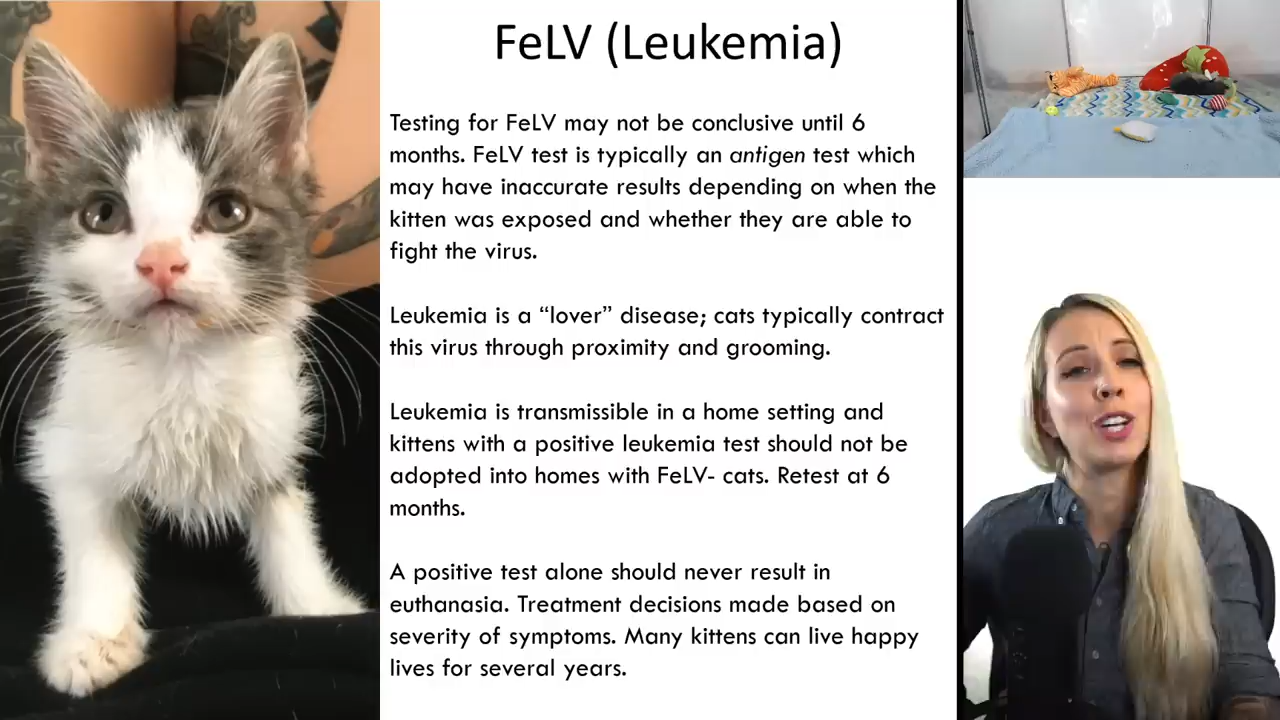 FeLV (Leukemia)
Testing for FeLV may not be conclusive until 6
months. FeLV test is typically an antigen test which
may have inaccurate results depending on when the
kitten was exposed and whether they are able to
fight the virus.
Leukemia is a “lover” disease; cats typically contract
this virus through proximity and grooming.
Leukemia is transmissible in a home setting and
kittens with a positive leukemia test should not be
adopted into homes with FeLV- cats. Retest at 6
months.
A positive test alone should never result in
euthanasia. Treatment decisions made based on
severity of symptoms. Many kittens can live happy
lives for several years.